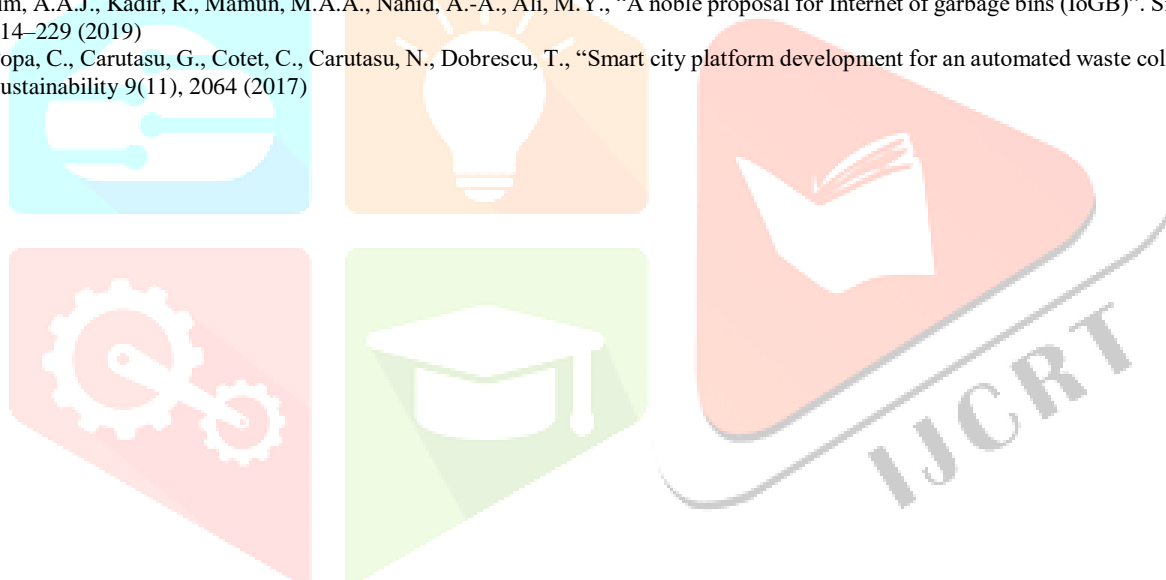 im, A.A.J., Kadir, R., Mamun, M.A.A., Nahid, A.-A., Ali, M.Y., “A noble proposal for Internet of garbage bins (IoGB)”. S
14–229 (2019)
opa, C., Carutasu, G., Cotet, C., Carutasu, N., Dobrescu, T., “Smart city platform development for an automated waste col
ustainability 9(11), 2064 (2017)
IJCRT